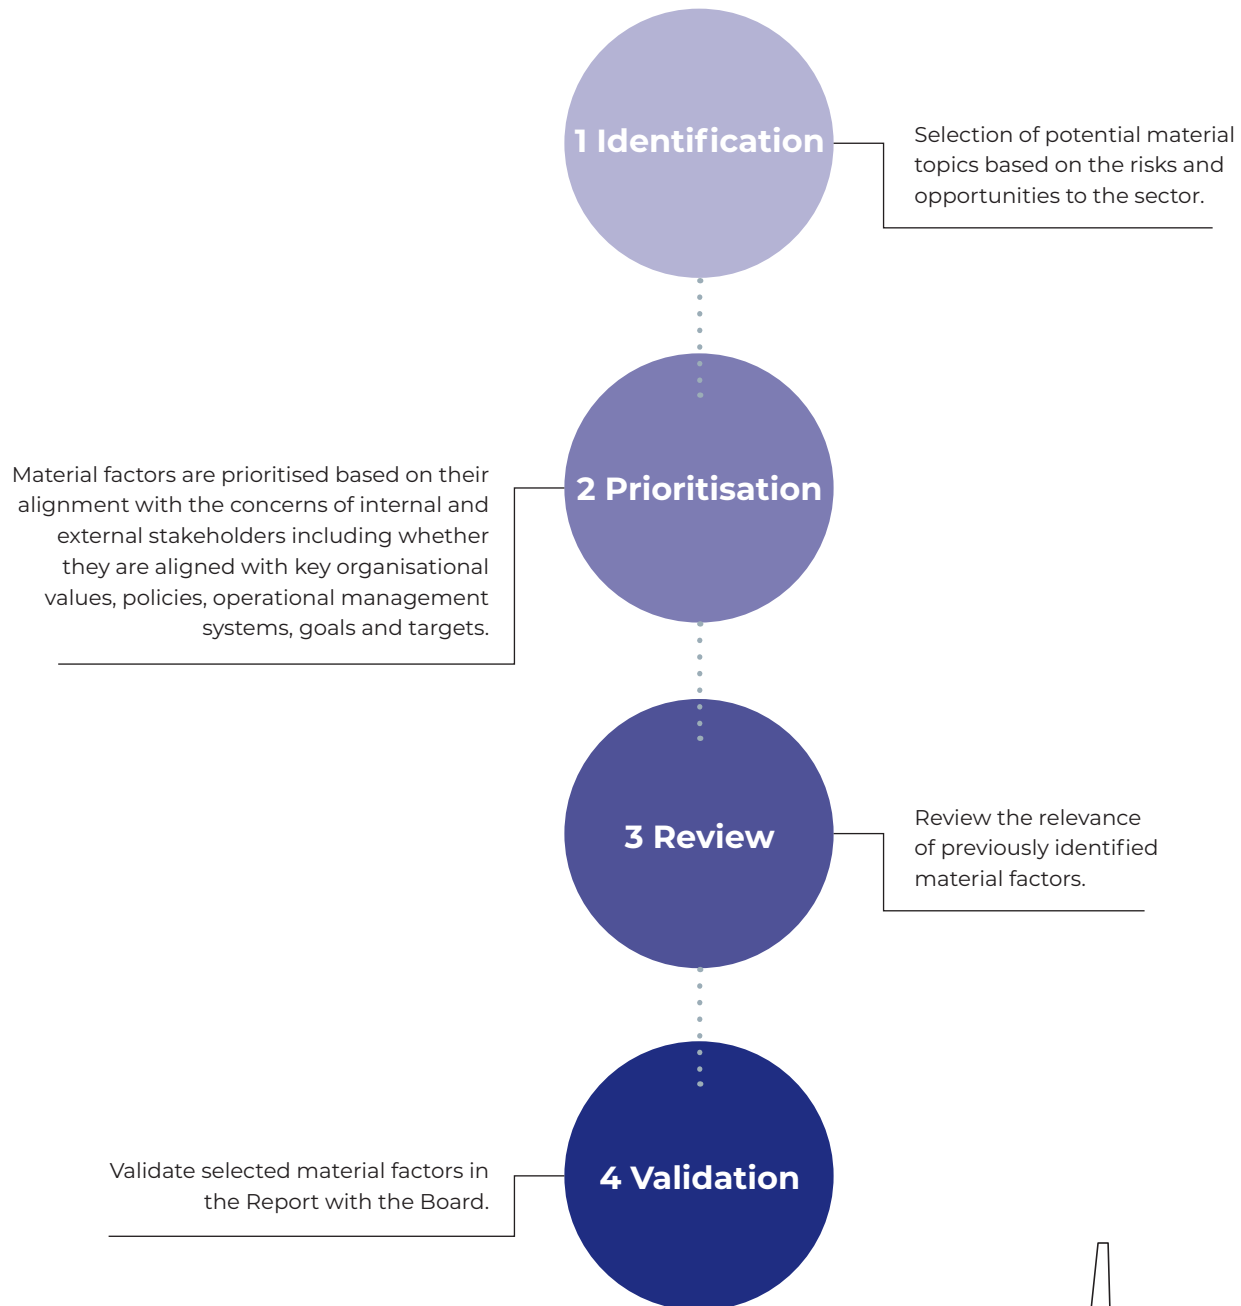 1 Identification
Selection of potential material
topics based on the risks and
opportunities to the sector.
2 Prioritisation
Material factors are prioritised based on their
alignment with the concerns of internal and
external stakeholders including whether
they are aligned with key organisational
values, policies, operational management
systems, goals and targets.
3 Review
Review the relevance
of previously identified
material factors.
4 Validation
Validate selected material factors in
the Report with the Board.